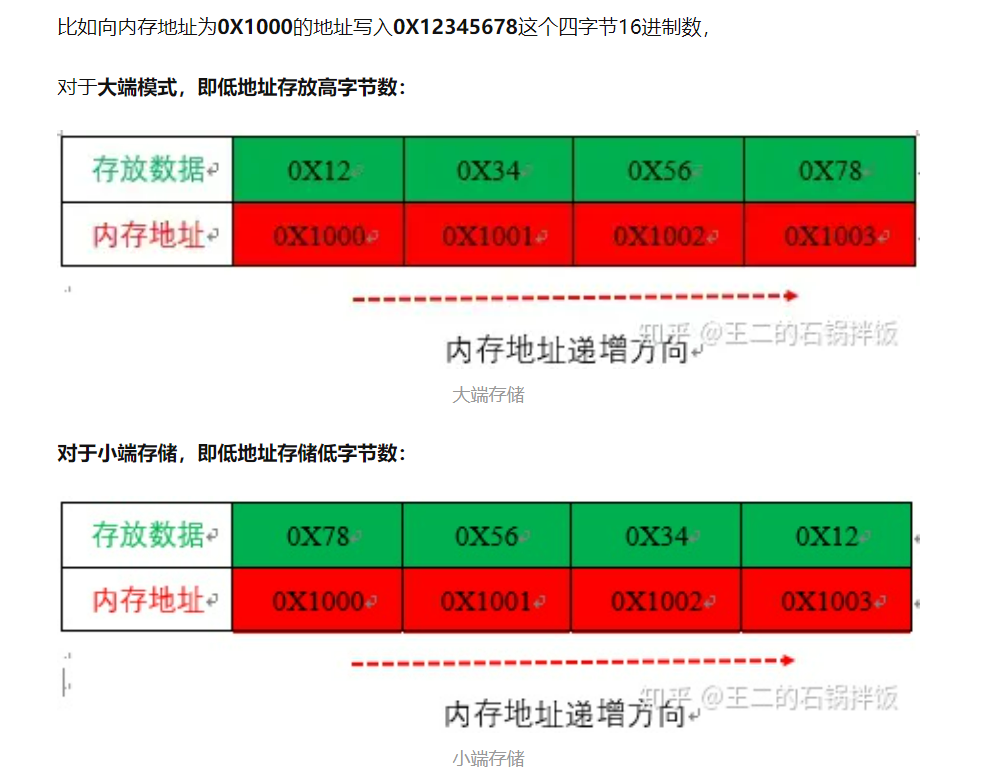 比如向内存地址为0X1000的地址写入0X12345678这个四字节16进制数，
对于大端模式，即低地址存放高字节数：
存放数据 0X12 0X34 0X56 0X78
内存地址 0X1000 0X1001 0X1002 0X1003
知乎 @王二的石锅拌饭
内存地址递增方向
大端存储
对于小端存储，即低地址存储低字节数：
存放数据 0X78 0X56 0X34 0X12
内存地址 0X1000 0X1001 0X1002 0X1003
知乎 @王二的石锅拌饭
内存地址递增方向
小端存储